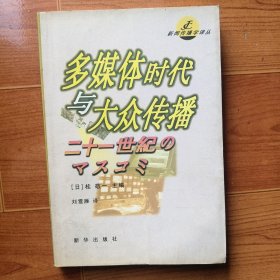 新闻传播学译丛
多媒体时代
与大众传播
二十一世紀の
マスコミ
[日] 桂敬一 主编
刘雪雁 译
新华出版社